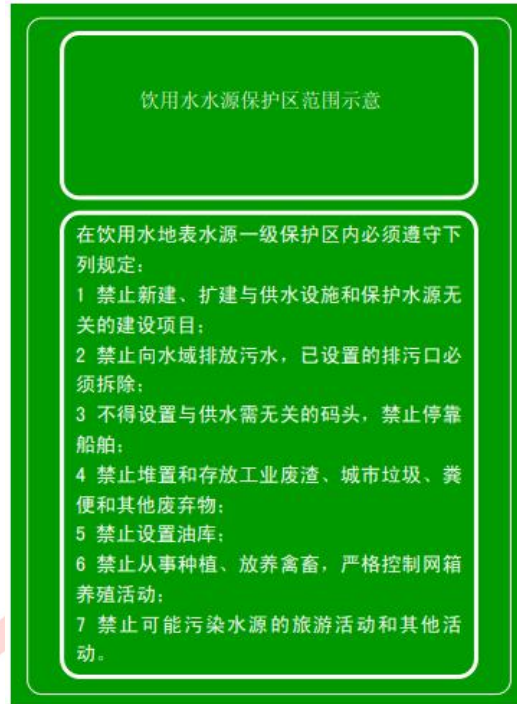 饮用水水源保护区范围示意
在饮用水地表水源一级保护区内必须遵守下
列规定：
1 禁止新建、扩建与供水设施和保护水源无
关的建设项目；
2 禁止向水域排放污水，已设置的排污口必
须拆除；
3 不得设置与供水需无关的码头，禁止停靠
船舶；
4 禁止堆置和存放工业废渣、城市垃圾、粪
便和其他废弃物；
5 禁止设置油库；
6 禁止从事种植、放养禽畜，严格控制网箱
养殖活动；
7 禁止可能污染水源的旅游活动和其他活
动。